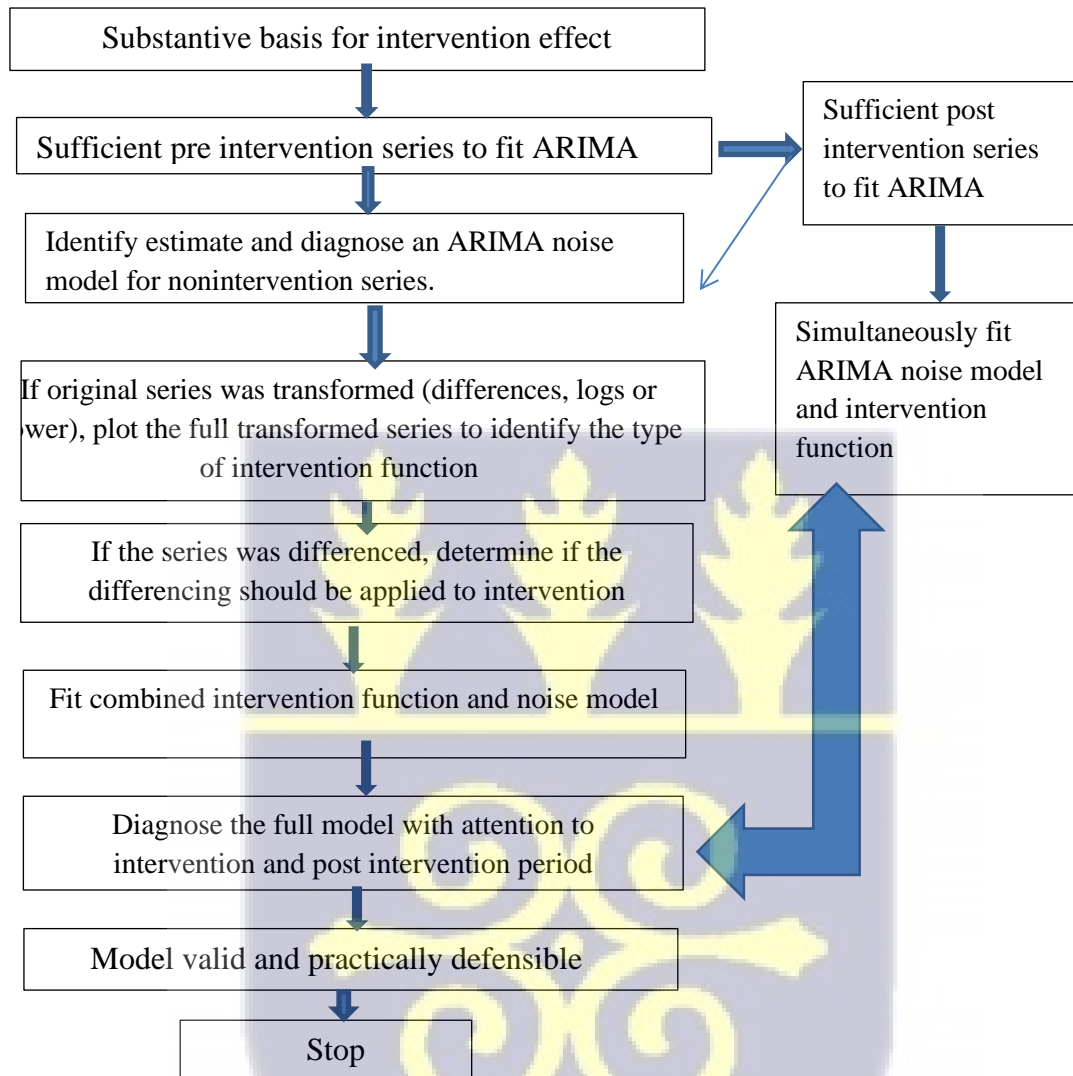 Substantive basis for intervention effect
Sufficient pre intervention series to fit ARIMA
Sufficient post
intervention series
to fit ARIMA
Identify estimate and diagnose an ARIMA noise
model for nonintervention series.
Simultaneously fit
ARIMA noise model
and intervention
function
If original series was transformed (differences, logs or
ower), plot the full transformed series to identify the type
of intervention function
If the series was differenced, determine if the
differencing should be applied to intervention
Fit combined intervention function and noise model
Diagnose the full model with attention to
intervention and post intervention period
Model valid and practically defensible
Stop